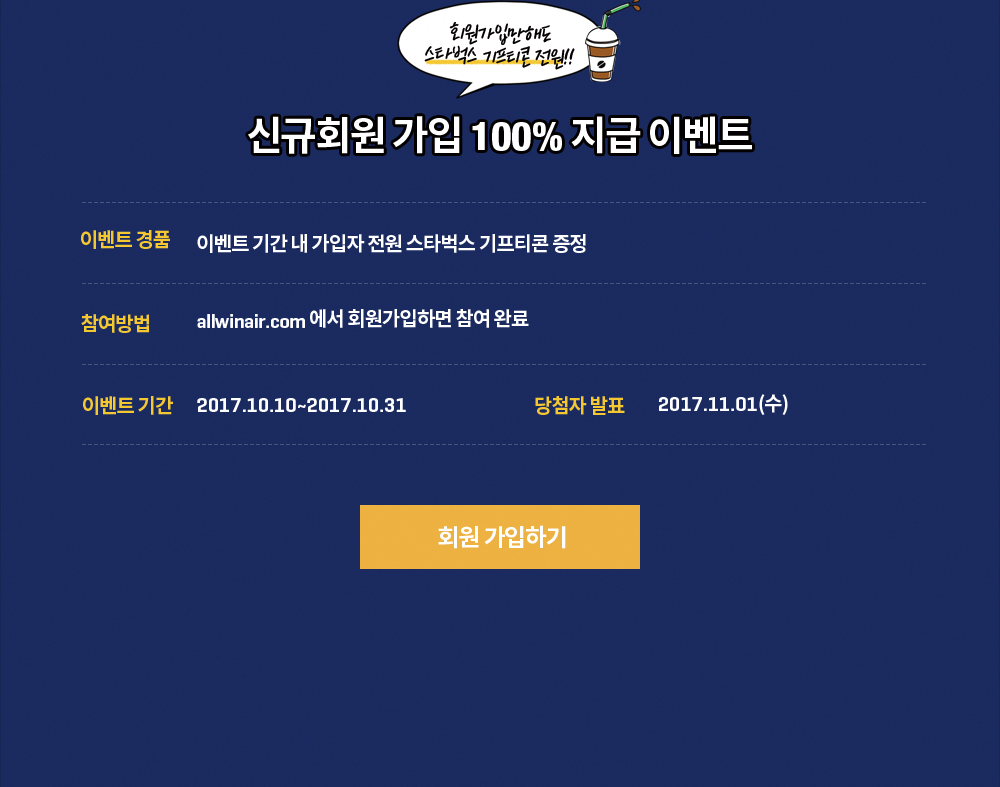 회원가입만해도
스타벅스 기프티콘 전원!!
신규회원 가입 100% 지급 이벤트
이벤트 경품 이벤트 기간 내 가입자 전원 스타벅스 기프티콘 증정
참여방법 allwinair.com 에서 회원가입하면 참여 완료
이벤트 기간 2017.10.10~2017.10.31 당첨자 발표 2017.11.01(수)
회원 가입하기